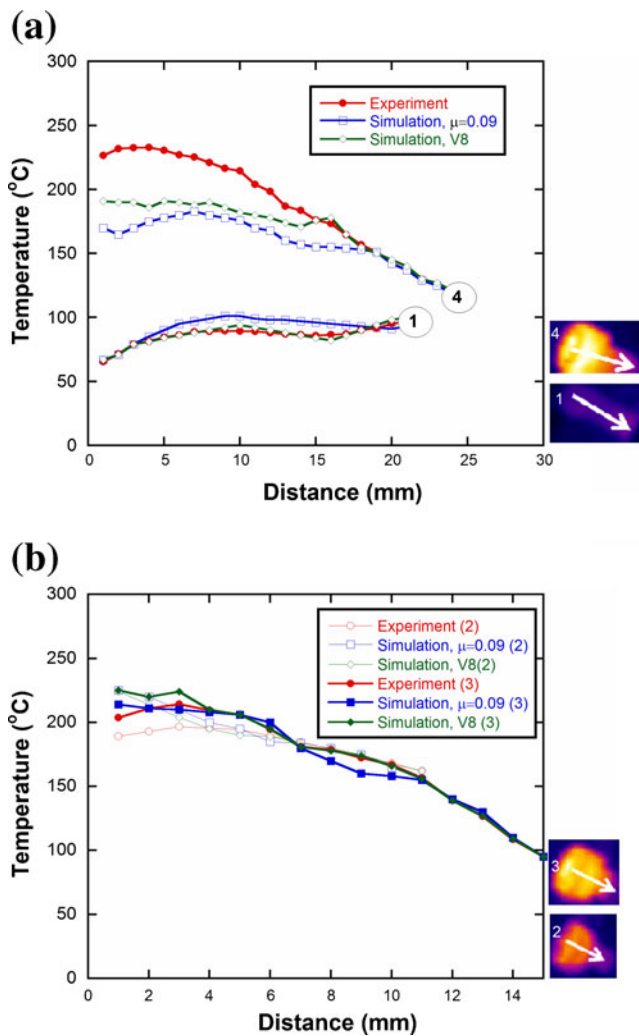 (a)
300
250
200
150
100
50
0
Temperature (°C)
Experiment
Simulation, μ=0.09
Simulation, V8
4
1
0 5 10 15 20 25 30
Distance (mm)
4
1
(b)
300
250
200
150
100
50
0
Temperature (°C)
Experiment (2)
Simulation, μ=0.09 (2)
Simulation, V8(2)
Experiment (3)
Simulation, μ=0.09 (3)
Simulation, V8 (3)
0 2 4 6 8 10 12 14
Distance (mm)
3
2